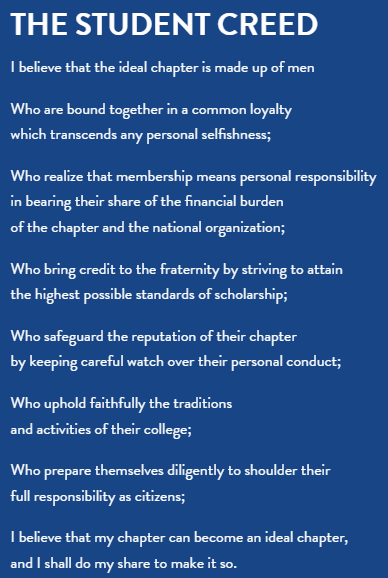 THE STUDENT CREED
I believe that the ideal chapter is made up of men
Who are bound together in a common loyalty
which transcends any personal selfishness;
Who realize that membership means personal responsibility
in bearing their share of the financial burden
of the chapter and the national organization;
Who bring credit to the fraternity by striving to attain
the highest possible standards of scholarship;
Who safeguard the reputation of their chapter
by keeping careful watch over their personal conduct;
Who uphold faithfully the traditions
and activities of their college;
Who prepare themselves diligently to shoulder their
full responsibility as citizens;
I believe that my chapter can become an ideal chapter,
and I shall do my share to make it so.